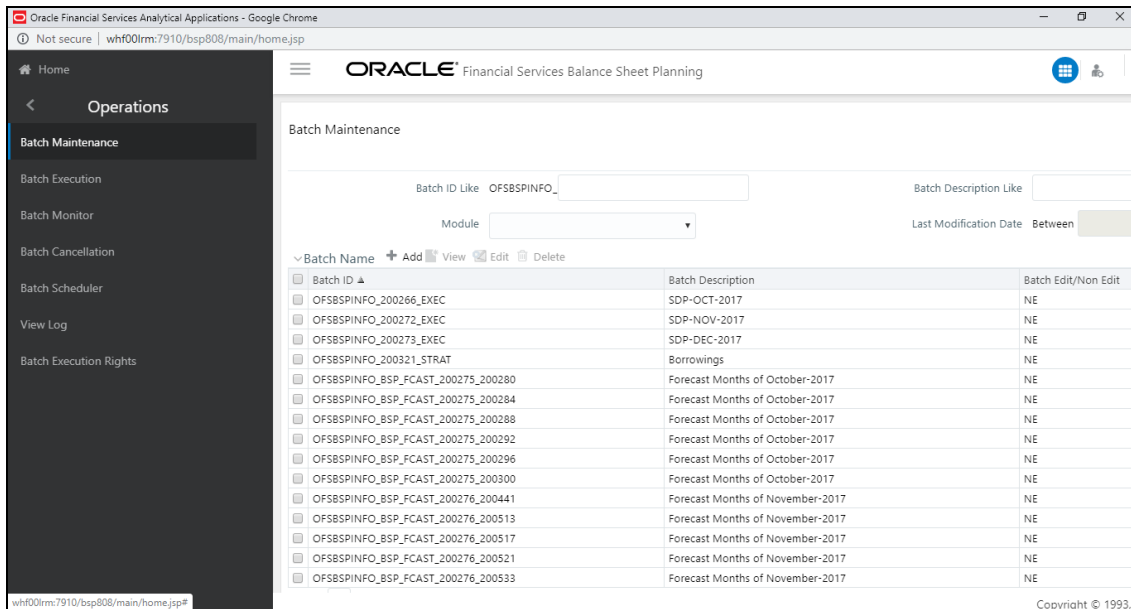 Oracle Financial Services Analytical Applications - Google Chrome
Not secure | whf00lrm:7910/bsp808/main/home.jsp
Home
Operations
Batch Maintenance
Batch Execution
Batch Monitor
Batch Cancellation
Batch Scheduler
View Log
Batch Execution Rights
ORACLE® Financial Services Balance Sheet Planning
Batch Maintenance
Batch ID Like OFSBSPINFO_ Batch Description Like
Module Last Modification Date Between
Batch Name Add View Edit Delete
Batch ID Batch Description Batch Edit/Non Edit
OFSBSPINFO_200266_EXEC SDP-OCT-2017 NE
OFSBSPINFO_200272_EXEC SDP-NOV-2017 NE
OFSBSPINFO_200273_EXEC SDP-DEC-2017 NE
OFSBSPINFO_200321_STRAT Borrowings NE
OFSBSPINFO_BSP_FCAST_200275_200280 Forecast Months of October-2017 NE
OFSBSPINFO_BSP_FCAST_200275_200284 Forecast Months of October-2017 NE
OFSBSPINFO_BSP_FCAST_200275_200288 Forecast Months of October-2017 NE
OFSBSPINFO_BSP_FCAST_200275_200292 Forecast Months of October-2017 NE
OFSBSPINFO_BSP_FCAST_200275_200296 Forecast Months of October-2017 NE
OFSBSPINFO_BSP_FCAST_200275_200300 Forecast Months of October-2017 NE
OFSBSPINFO_BSP_FCAST_200276_200441 Forecast Months of November-2017 NE
OFSBSPINFO_BSP_FCAST_200276_200513 Forecast Months of November-2017 NE
OFSBSPINFO_BSP_FCAST_200276_200517 Forecast Months of November-2017 NE
OFSBSPINFO_BSP_FCAST_200276_200521 Forecast Months of November-2017 NE
OFSBSPINFO_BSP_FCAST_200276_200533 Forecast Months of November-2017 NE
whf00lrm:7910/bsp808/main/home.jsp#
Copyright © 1993,